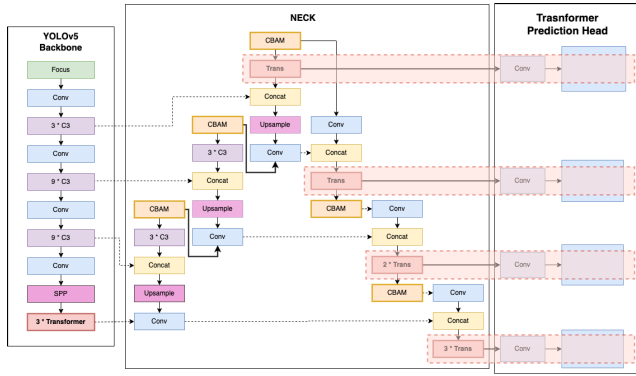 YOLOv5
Backbone
Focus
Conv
3 * C3
Conv
9 * C3
Conv
9 * C3
Conv
SPP
3 * Transformer
NECK
CBAM
Trans
Concat
Upsample
Conv
CBAM
3 * C3
Concat
Upsample
Conv
CBAM
3 * C3
Concat
Upsample
Conv
Conv
Concat
Trans
CBAM
Conv
Concat
2 * Trans
CBAM
Conv
Concat
3 * Trans
Trasnformer
Prediction Head
Conv
Conv
Conv
Conv